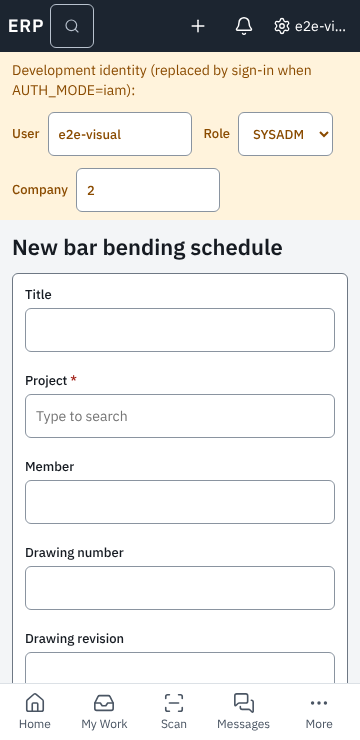 ERP
e2e-vi...
Development identity (replaced by sign-in when
AUTH_MODE=iam):
User e2e-visual Role SYSADM
Company 2
New bar bending schedule
Title
Project *
Type to search
Member
Drawing number
Drawing revision
Home My Work Scan Messages More